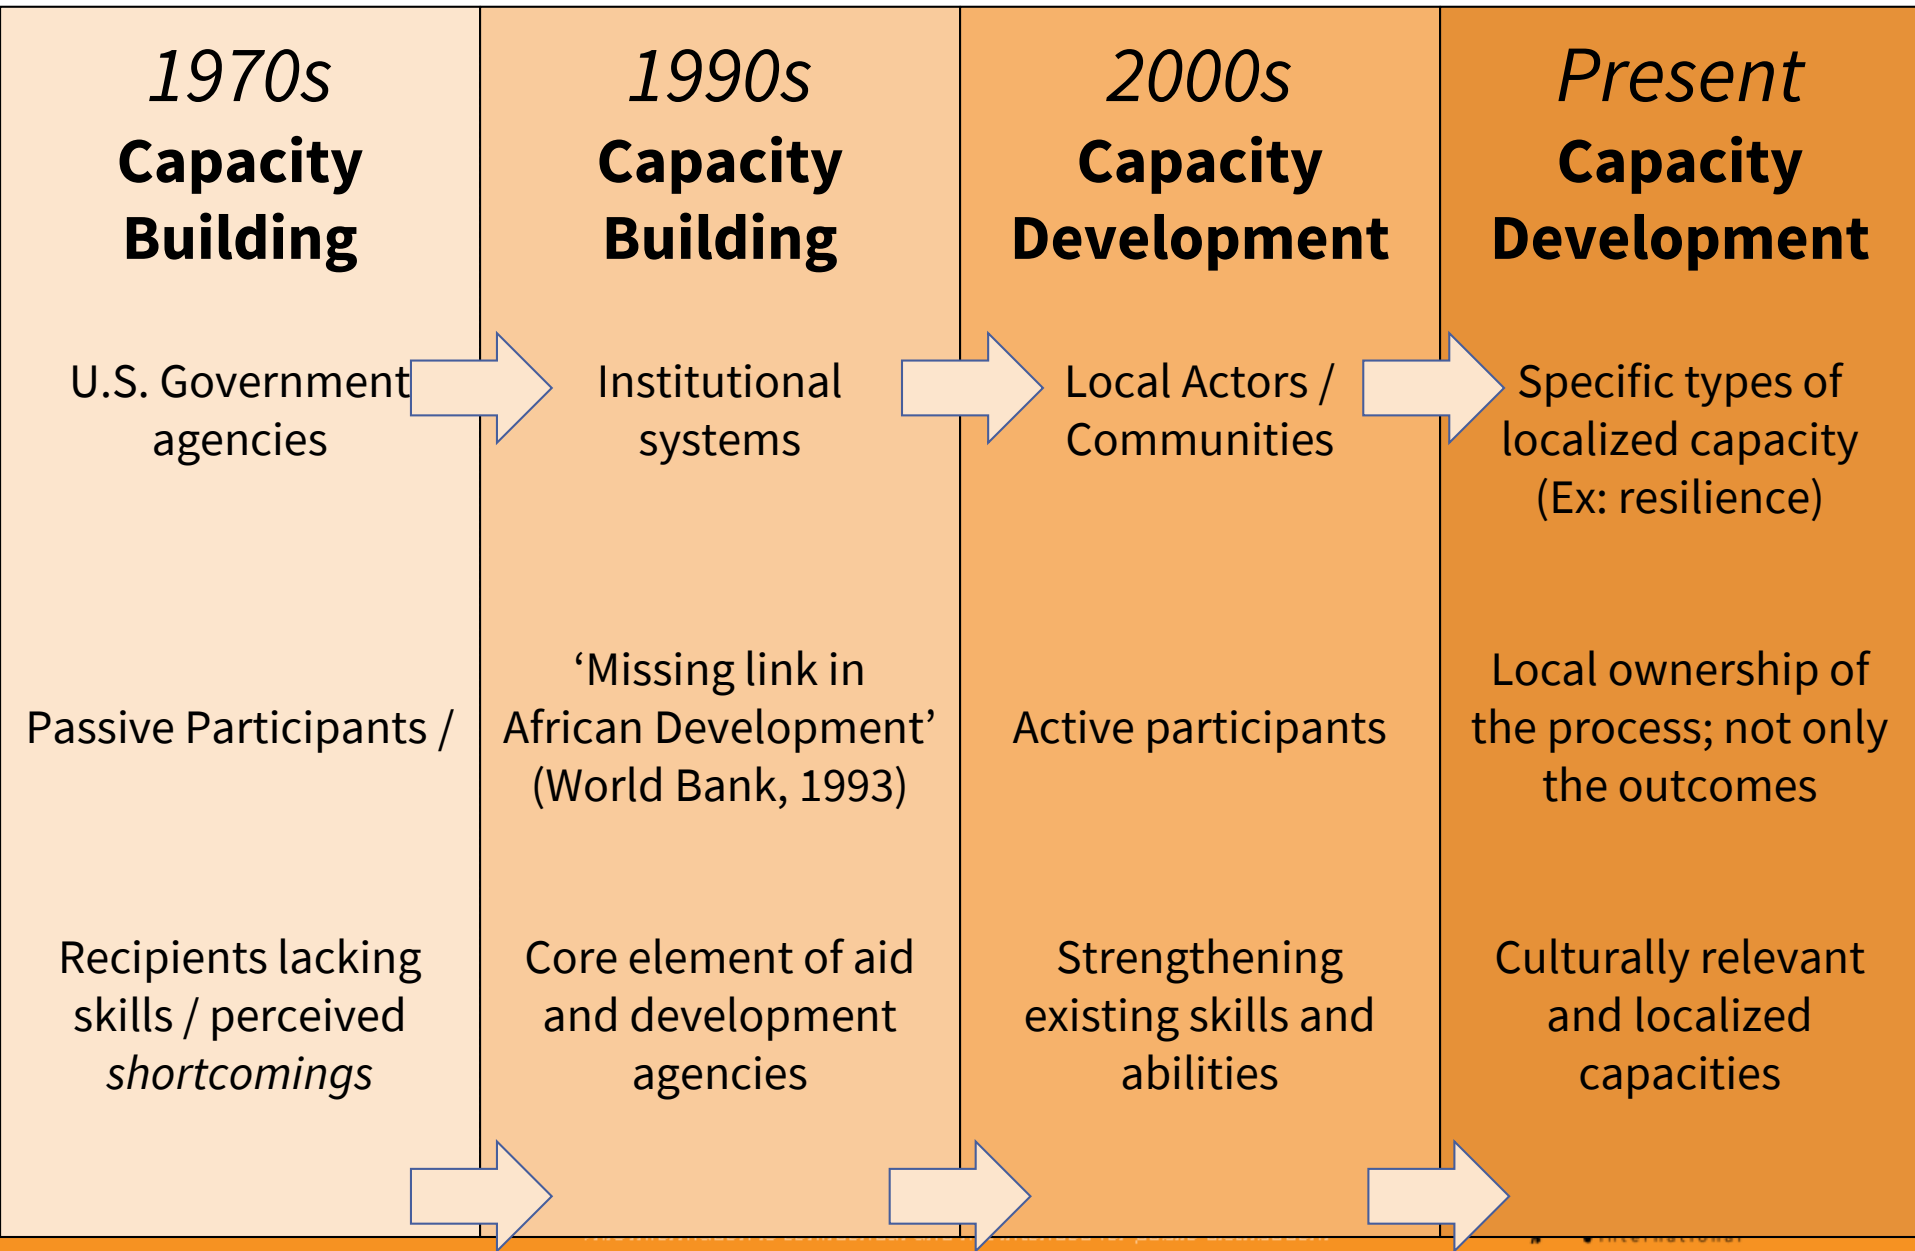 1970s
Capacity
Building
U.S. Government
agencies
Passive Participants /
Recipients lacking
skills / perceived
shortcomings
1990s
Capacity
Building
Institutional
systems
‘Missing link in
African Development’
(World Bank, 1993)
Core element of aid
and development
agencies
2000s
Capacity
Development
Local Actors /
Communities
Active participants
Strengthening
existing skills and
abilities
Present
Capacity
Development
Specific types of
localized capacity
(Ex: resilience)
Local ownership of
the process; not only
the outcomes
Culturally relevant
and localized
capacities